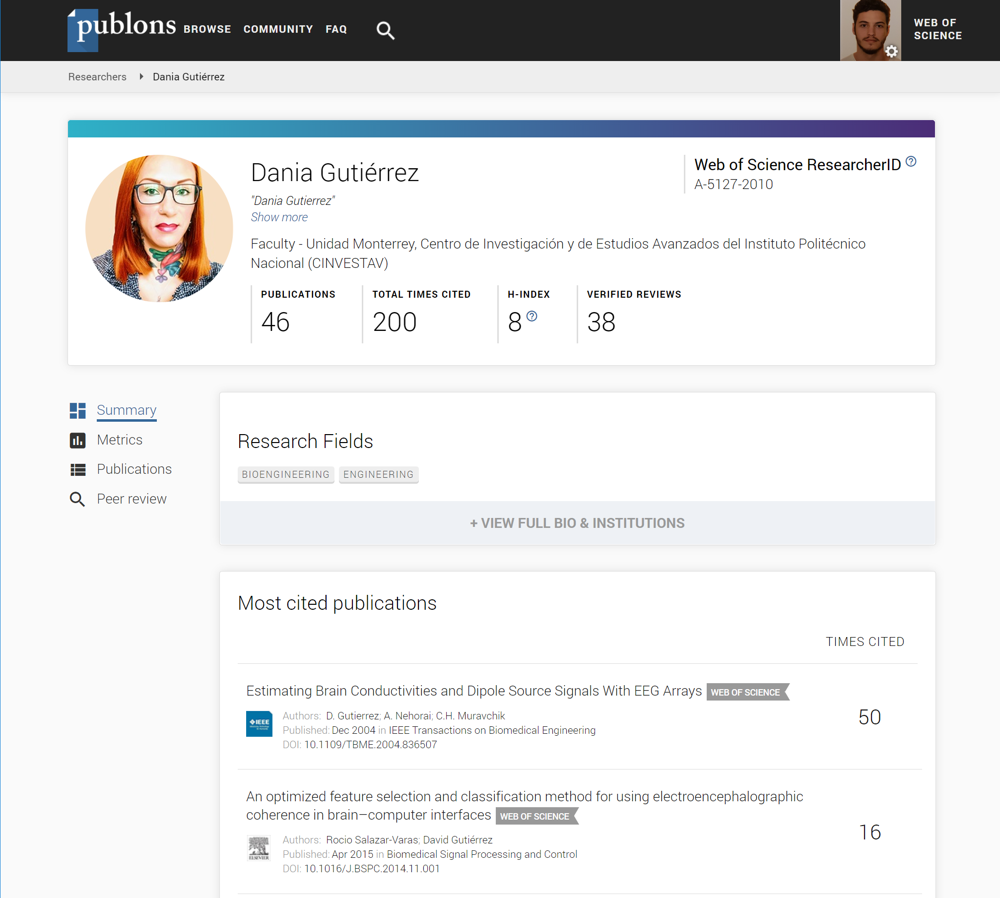 publons BROWSE COMMUNITY FAQ
WEB OF
SCIENCE
Researchers Dania Gutiérrez
Dania Gutiérrez
"Dania Gutierrez"
Show more
Web of Science ResearcherID ?
A-5127-2010
Faculty - Unidad Monterrey, Centro de Investigación y de Estudios Avanzados del Instituto Politécnico
Nacional (CINVESTAV)
PUBLICATIONS TOTAL TIMES CITED H-INDEX VERIFIED REVIEWS
46 200 8 ? 38
Summary
Metrics
Publications
Peer review
Research Fields
BIOENGINEERING ENGINEERING
+ VIEW FULL BIO & INSTITUTIONS
Most cited publications
TIMES CITED
Estimating Brain Conductivities and Dipole Source Signals With EEG Arrays WEB OF SCIENCE
IEEE
Authors: D. Gutierrez; A. Nehorai; C.H. Muravchik
Published: Dec 2004 in IEEE Transactions on Biomedical Engineering
DOI: 10.1109/TBME.2004.836507
50
An optimized feature selection and classification method for using electroencephalographic
coherence in brain–computer interfaces WEB OF SCIENCE
ELSEVIER
Authors: Rocio Salazar-Varas; David Gutiérrez
Published: Apr 2015 in Biomedical Signal Processing and Control
DOI: 10.1016/J.BSPC.2014.11.001
16